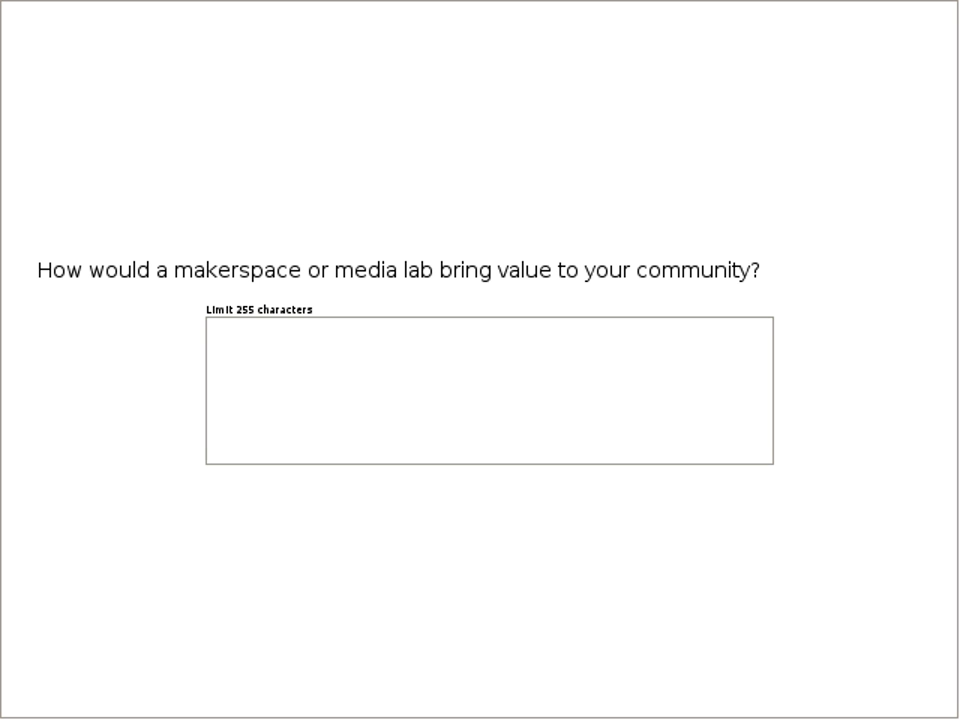 How would a makerspace or media lab bring value to your community?
Limit 255 characters